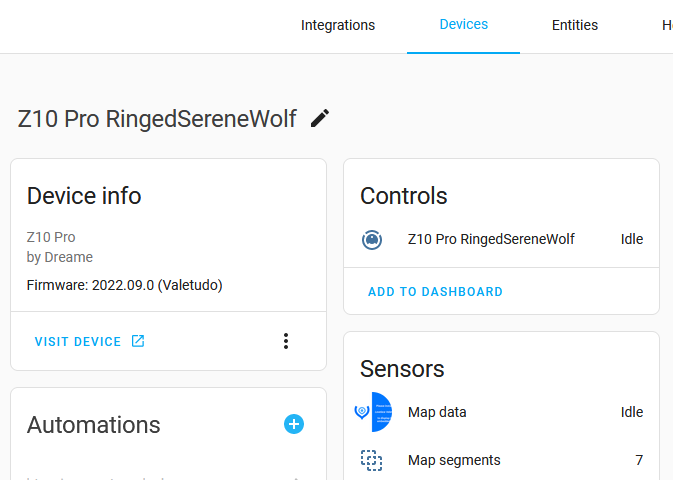 Integrations
Devices
Entities
Z10 Pro RingedSereneWolf
Device info
Z10 Pro
by Dreame
Firmware: 2022.09.0 (Valetudo)
VISIT DEVICE
Automations
Controls
Z10 Pro RingedSereneWolf Idle
ADD TO DASHBOARD
Sensors
Map data Idle
Map segments 7